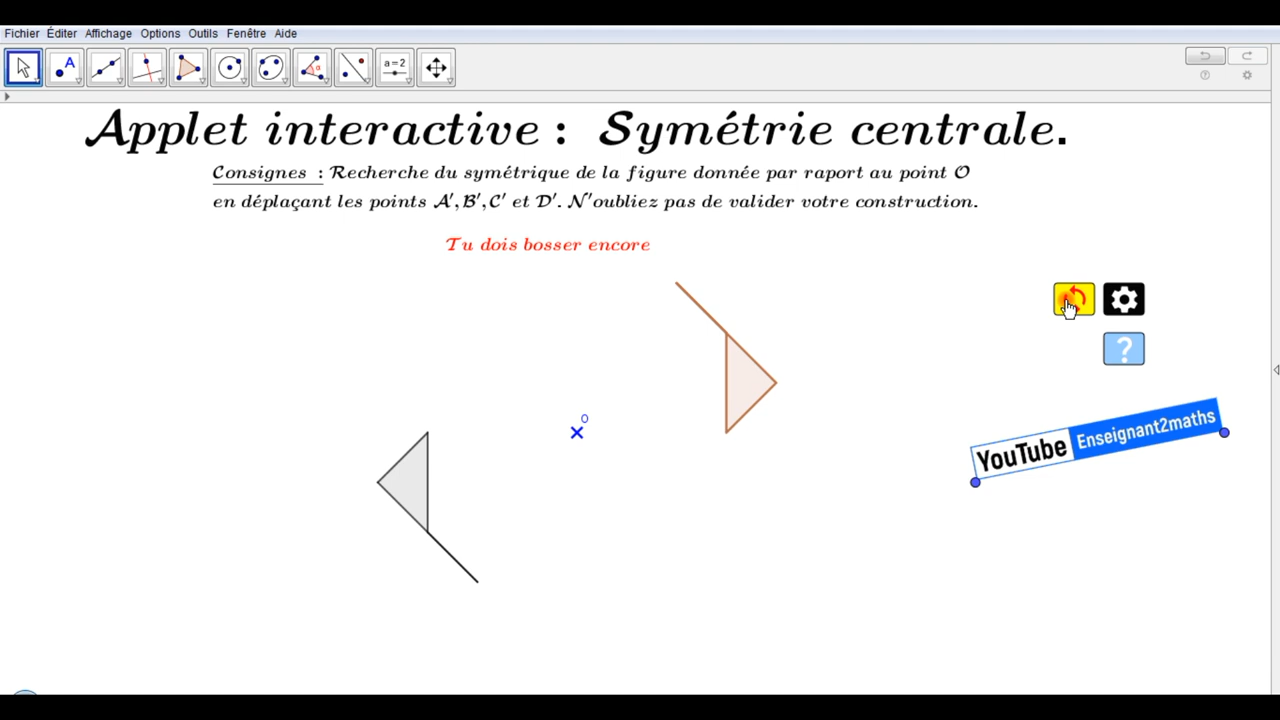 Fichier Éditer Affichage Options Outils Fenêtre Aide
A
α
a=2
Applet interactive : Symétrie centrale.
Consignes : Recherche du symétrique de la figure donnée par raport au point O
en déplaçant les points A',B',C' et D'. N'oubliez pas de valider votre construction.
Tu dois bosser encore
?
O
YouTube Enseignant2maths